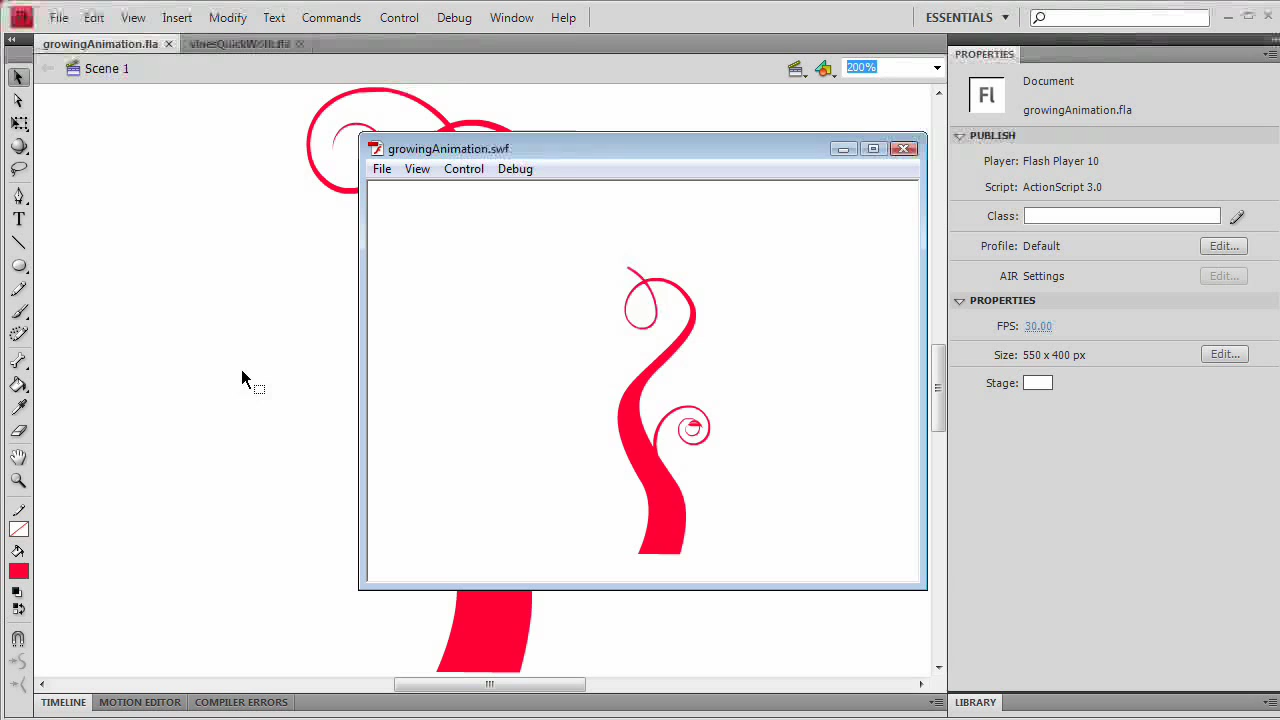 File Edit View Insert Modify Text Commands Control Debug Window Help ESSENTIALS
growingAnimation.fla
Scene 1 200%
growingAnimation.swf
File View Control Debug
T
PROPERTIES
Fl
Document
growingAnimation.fla
PUBLISH
Player: Flash Player 10
Script: ActionScript 3.0
Class:
Profile: Default Edit...
AIR Settings Edit...
PROPERTIES
FPS: 30.00
Size: 550 x 400 px Edit...
Stage:
TIMELINE MOTION EDITOR COMPILER ERRORS
LIBRARY